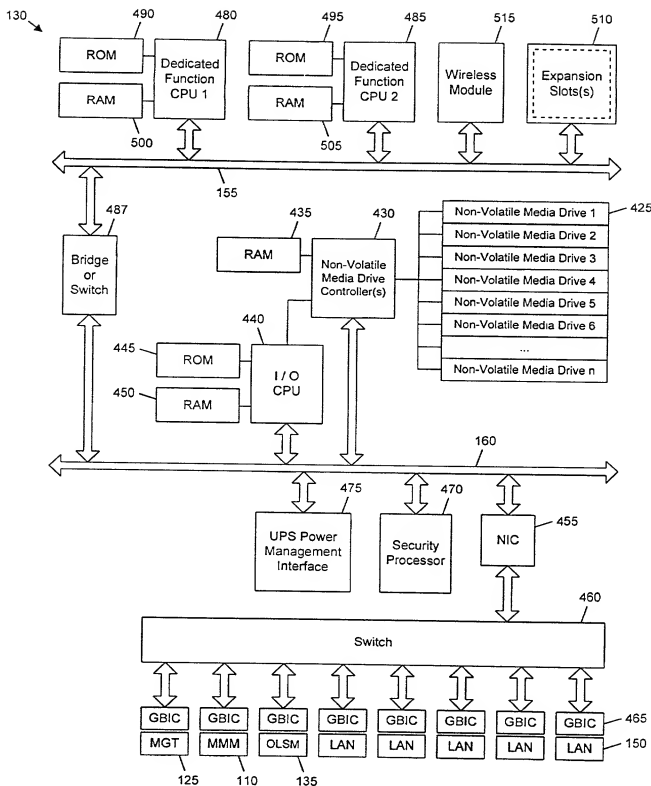 130
490
480
495
485
515
510
ROM
Dedicated
Function
CPU 1
RAM
500
ROM
Dedicated
Function
CPU 2
RAM
505
Wireless
Module
Expansion
Slots(s)
155
487
Bridge
or
Switch
435
430
425
RAM
Non-Volatile
Media Drive
Controller(s)
Non-Volatile Media Drive 1
Non-Volatile Media Drive 2
Non-Volatile Media Drive 3
Non-Volatile Media Drive 4
Non-Volatile Media Drive 5
Non-Volatile Media Drive 6
...
Non-Volatile Media Drive n
440
445
ROM
450
RAM
I / O
CPU
160
475
470
455
UPS Power
Management
Interface
Security
Processor
NIC
460
Switch
GBIC
GBIC
GBIC
GBIC
GBIC
GBIC
GBIC
GBIC
465
MGT
MMM
OLSM
LAN
LAN
LAN
LAN
LAN
150
125
110
135